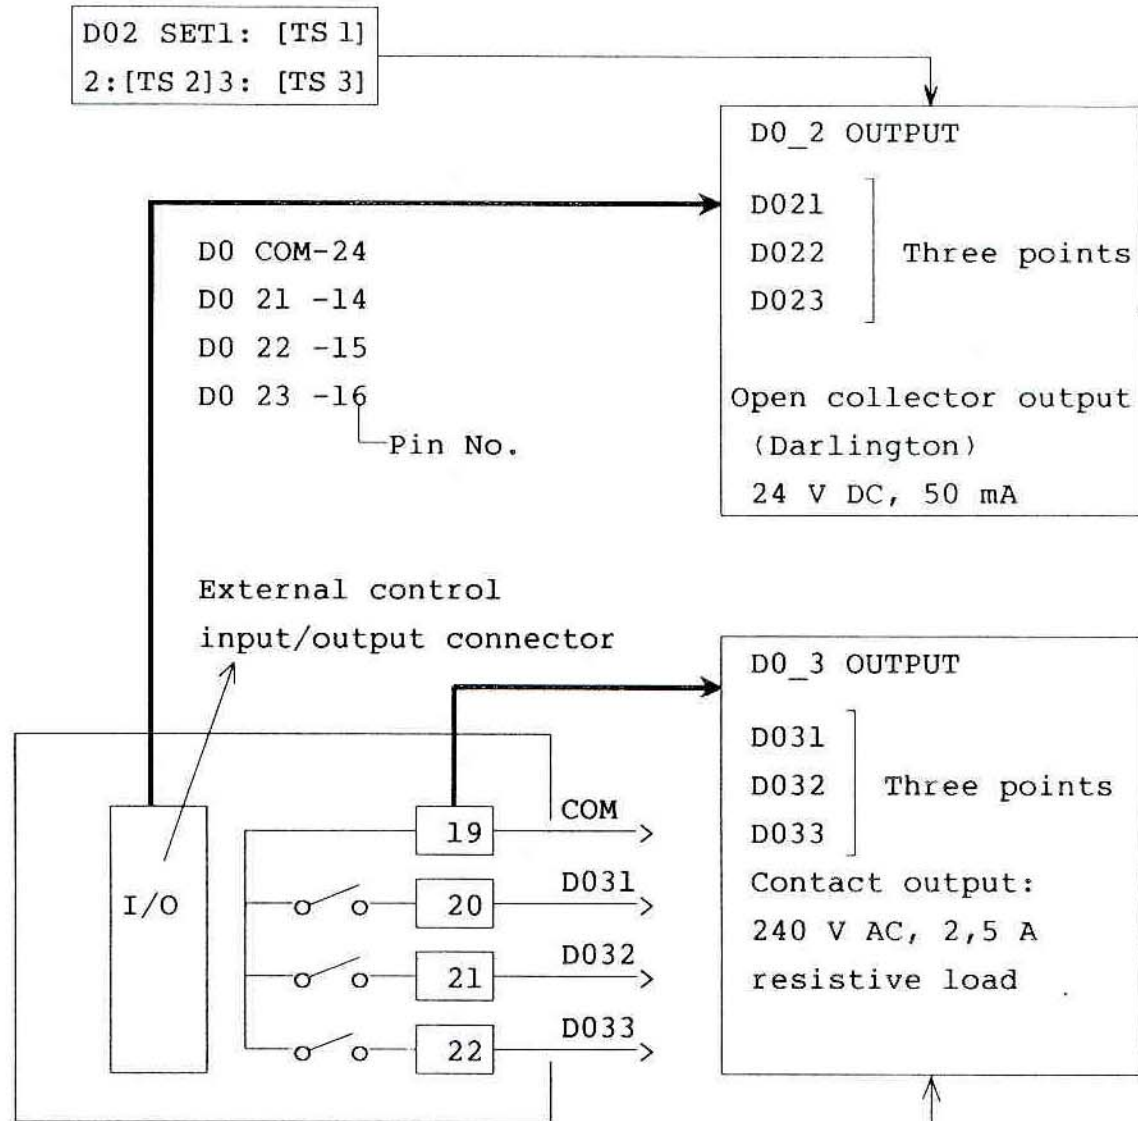 D02 SET1: [TS 1]
2:[TS 2]3: [TS 3]
D0_2 OUTPUT
D021
D022
D023
Three points
Open collector output
(Darlington)
24 V DC, 50 mA
D0 COM-24
D0 21 -14
D0 22 -15
D0 23 -16
Pin No.
External control
input/output connector
I/O
19
20
21
22
COM
D031
D032
D033
D0_3 OUTPUT
D031
D032
D033
Three points
Contact output:
240 V AC, 2,5 A
resistive load